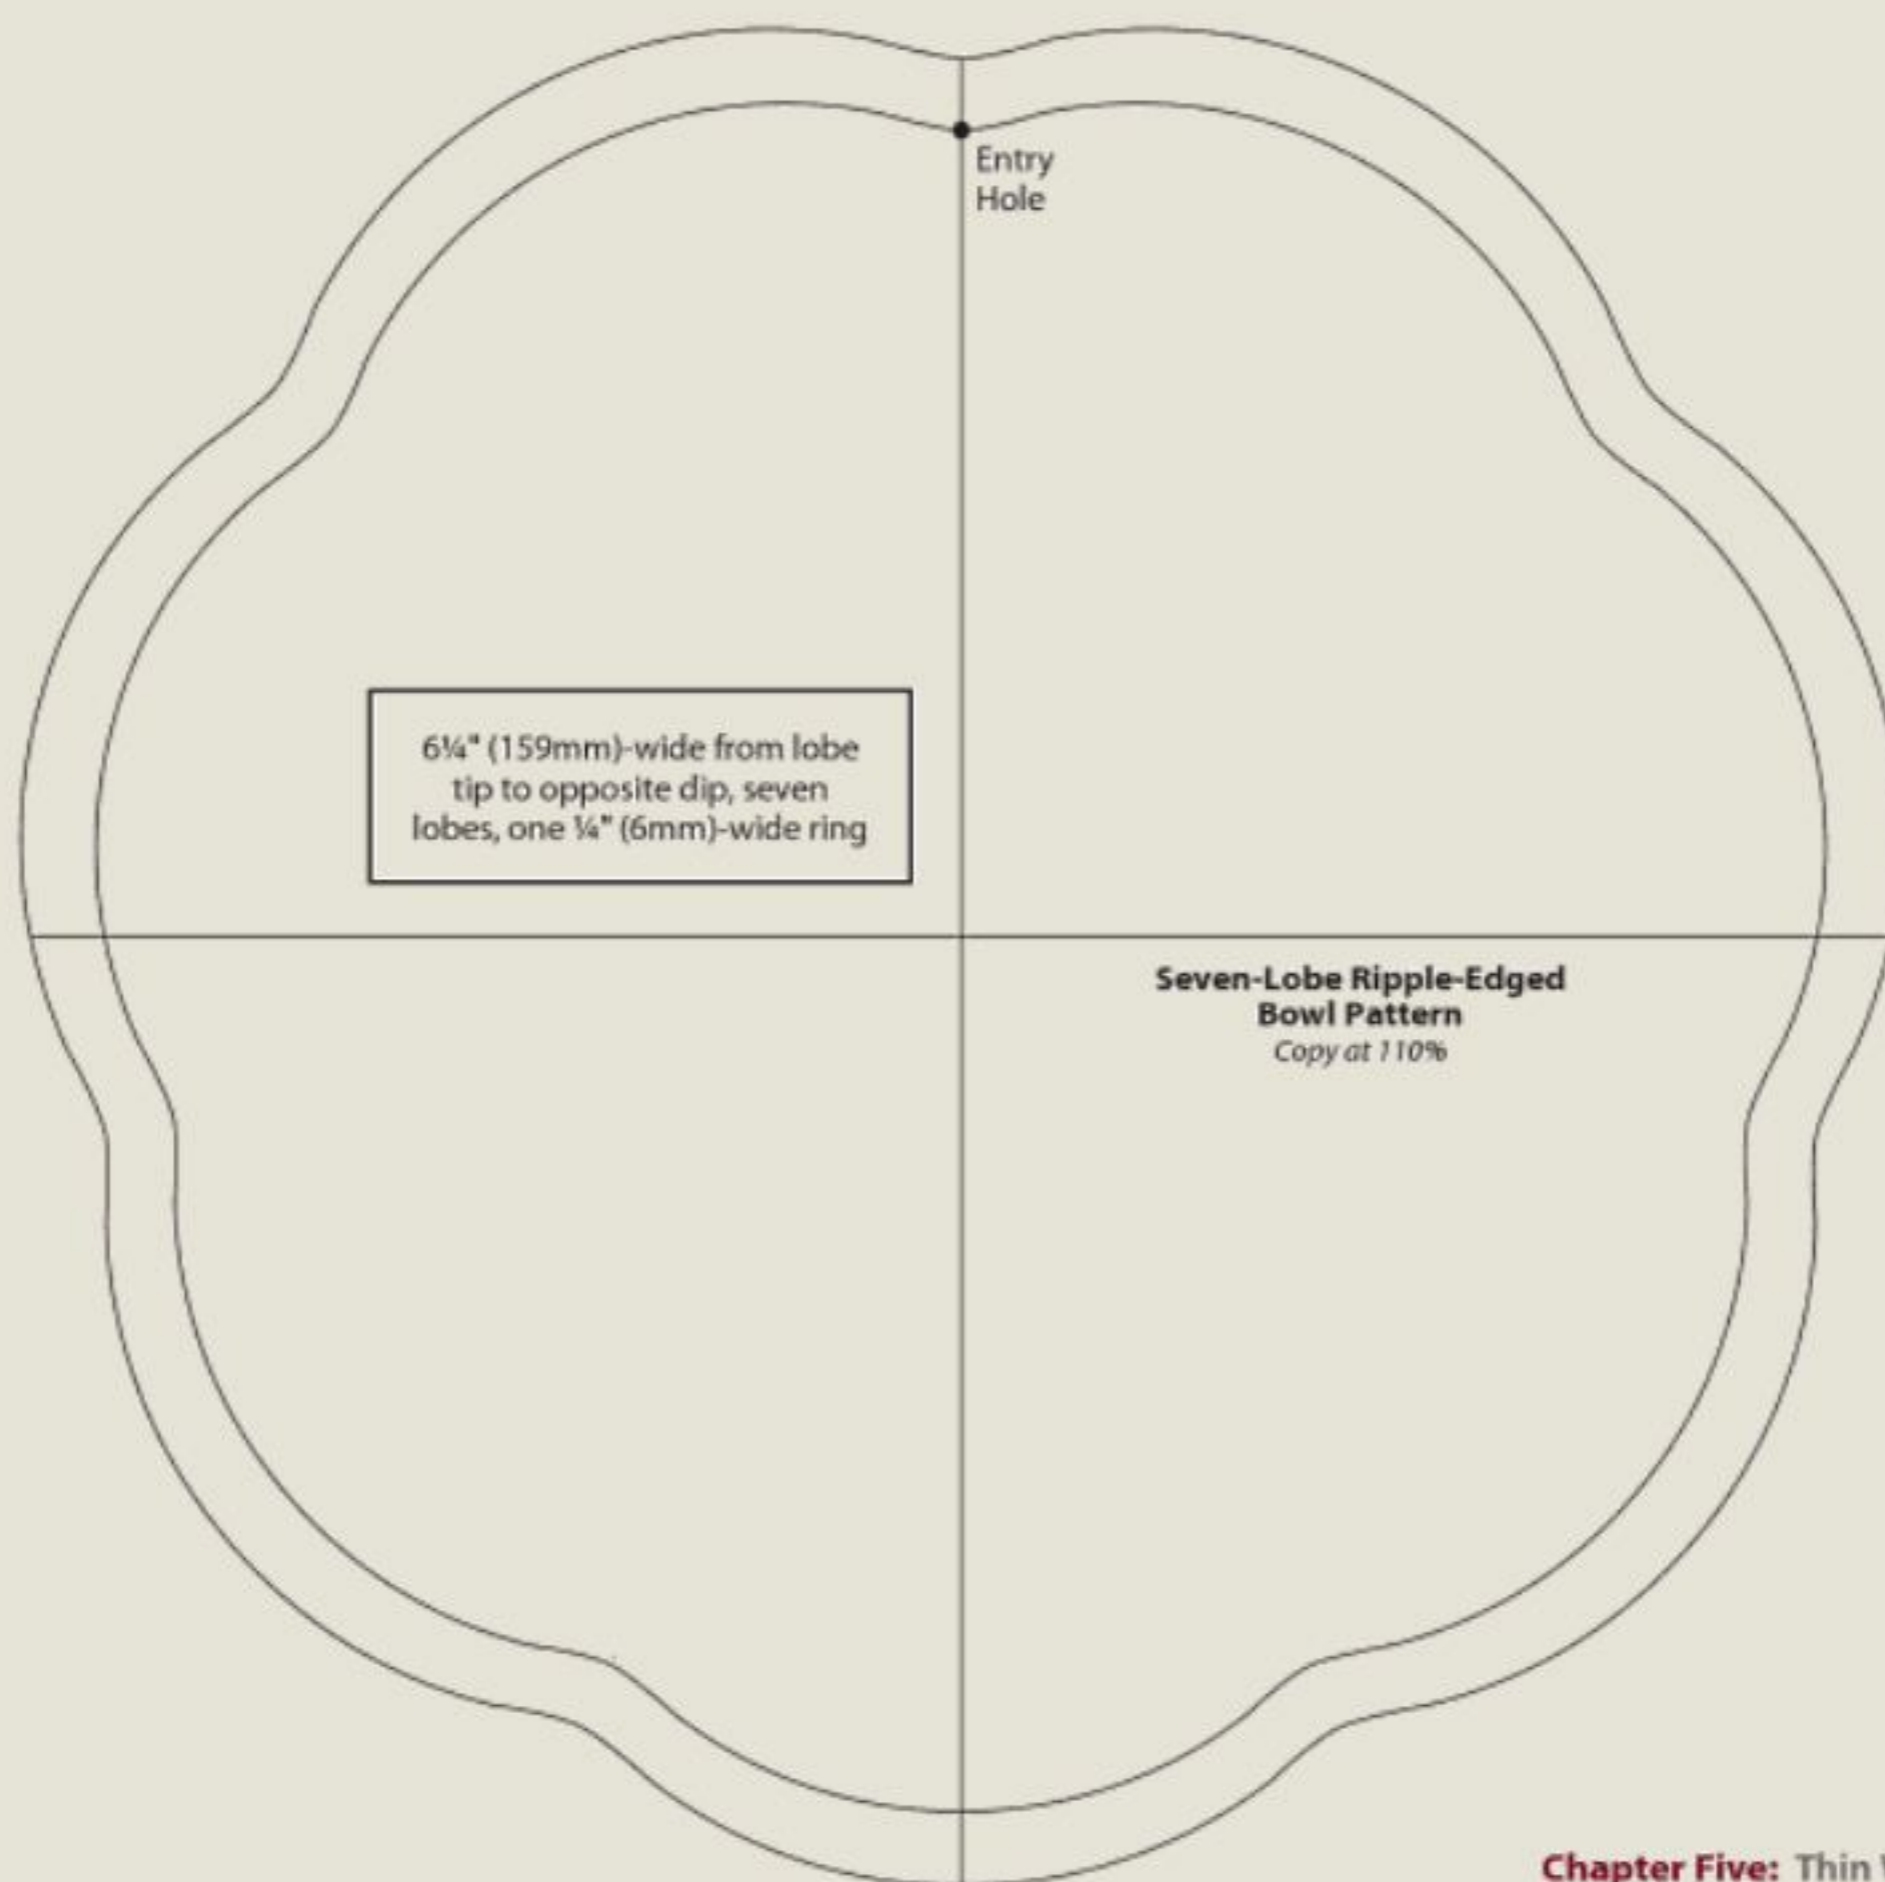 Entry
Hole
6¼" (159mm)-wide from lobe
tip to opposite dip, seven
lobes, one ¼" (6mm)-wide ring
Seven-Lobe Ripple-Edged
Bowl Pattern
Copy at 110%
Chapter Five: Thin